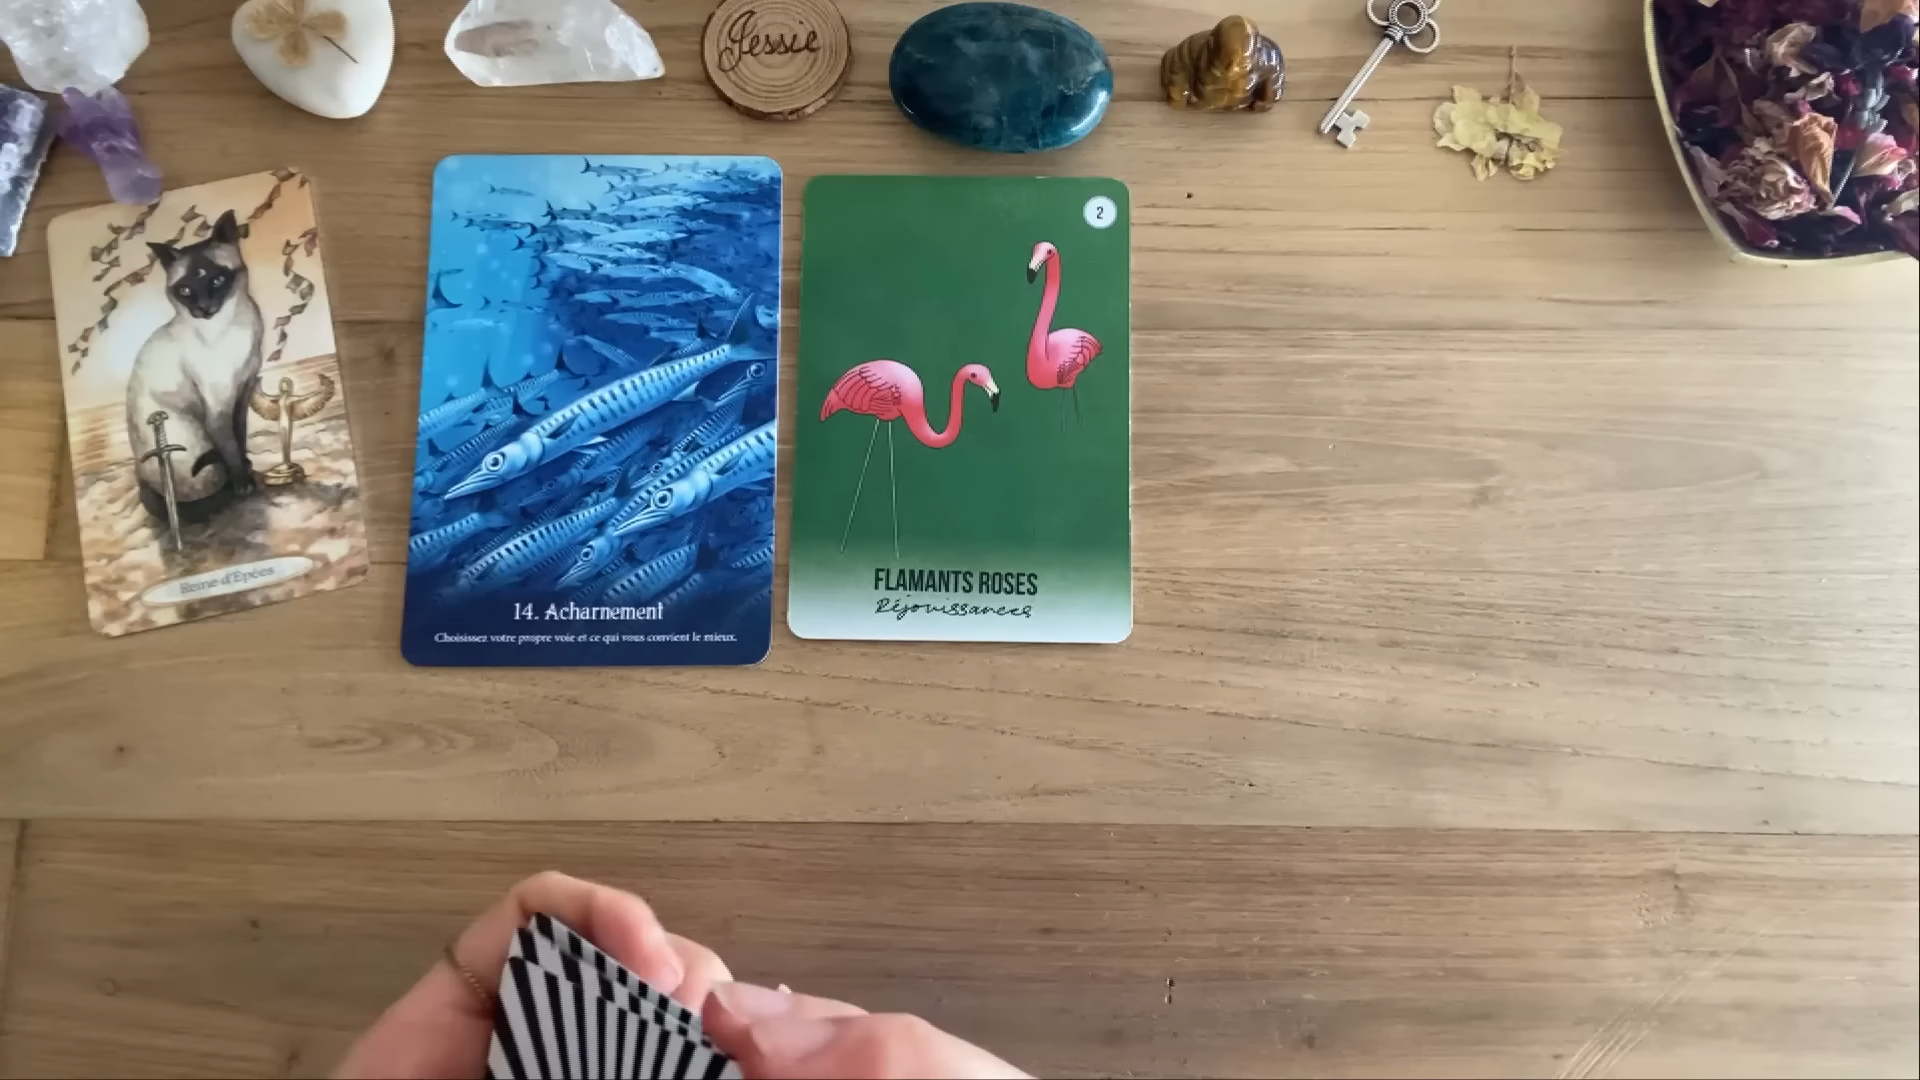 Jessie
2
Reine d'Epées
14. Acharnement
Choisissez votre propre voie et ce qui vous convient le mieux.
FLAMANTS ROSES
Réjouissances